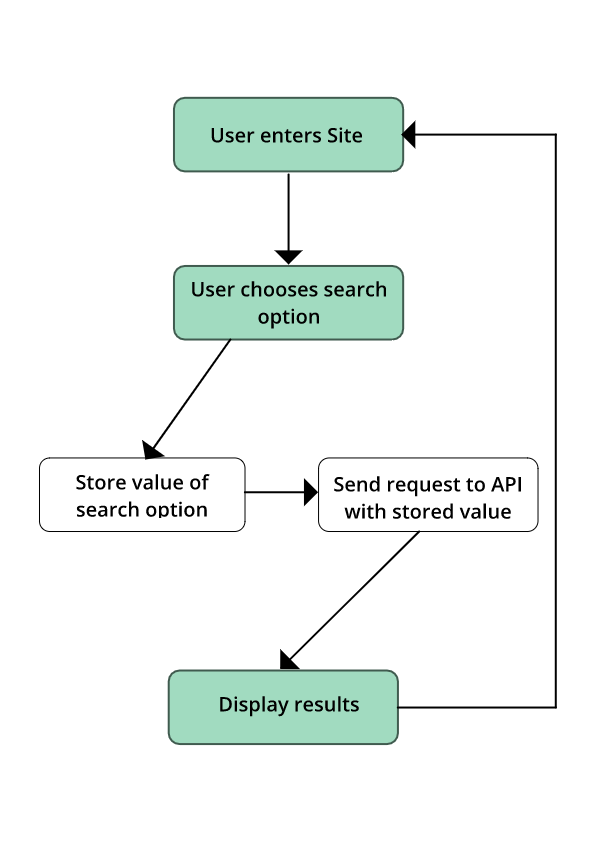 User enters Site
User chooses search
option
Store value of
search option
Send request to API
with stored value
Display results